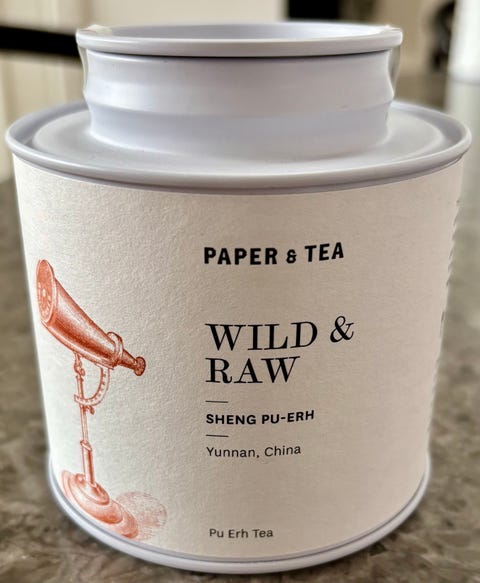 PAPER & TEA
WILD &
RAW
SHENG PU-ERH
Yunnan, China
Pu Erh Tea